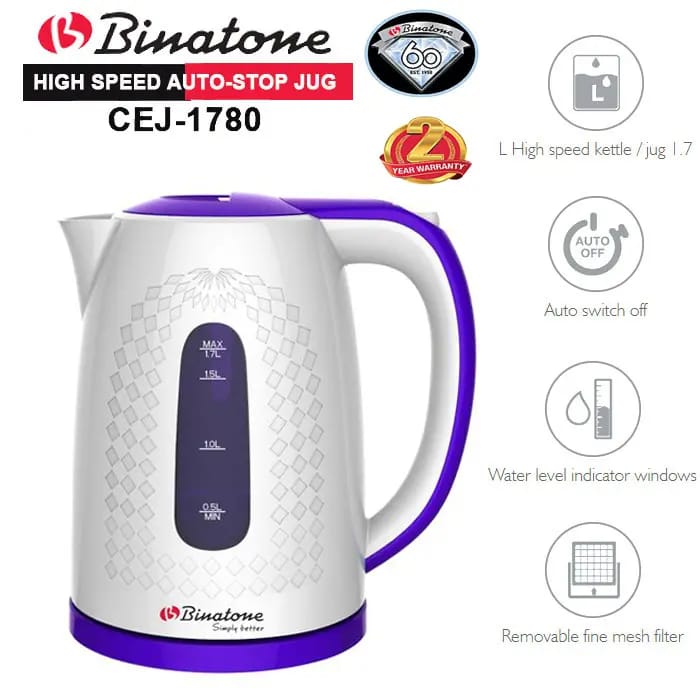 Binatone
HIGH SPEED AUTO-STOP JUG
CEJ-1780
60
EST. 1958
2
YEAR WARRANTY
L
L High speed kettle / jug 1.7
AUTO
OFF
Auto switch off
Water level indicator windows
Removable fine mesh filter
MAX
1.7L
1.5L
1.0L
0.5L
MIN
Binatone
Simply better